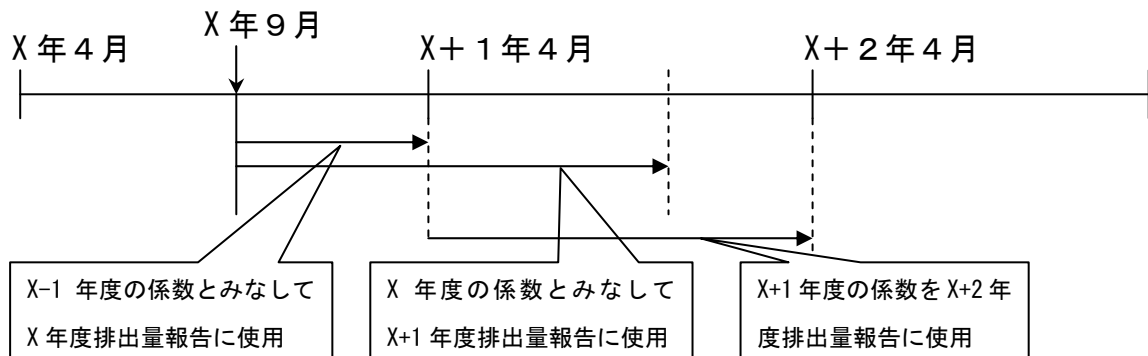 X年9月
X年4月
X+1年4月
X+2年4月
X-1 年度の係数とみなして
X 年度排出量報告に使用
X 年度の係数とみなして
X+1 年度排出量報告に使用
X+1 年度の係数を X+2 年
度排出量報告に使用